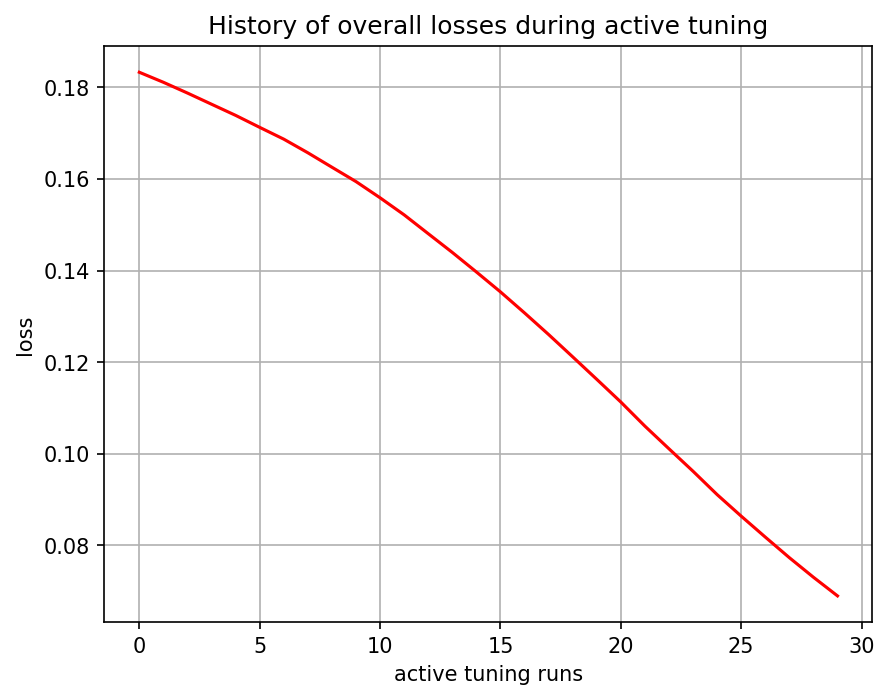 History of overall losses during active tuning
0.18
0.16
0.14
0.12
0.10
0.08
loss
0 5 10 15 20 25 30
active tuning runs